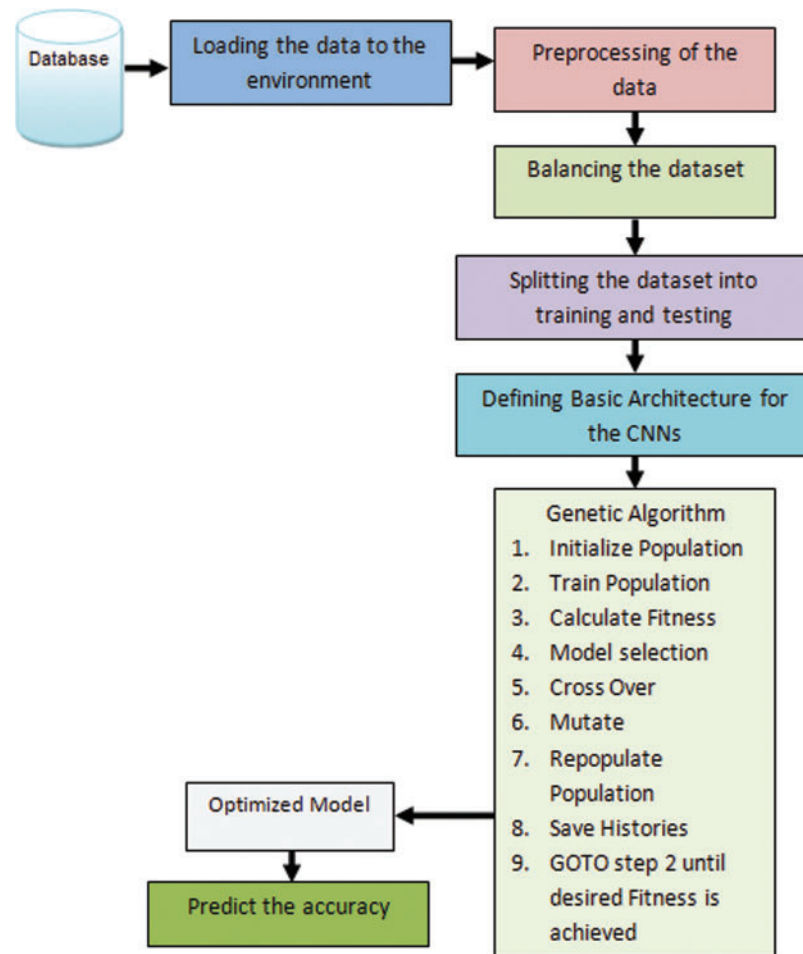 Database
Loading the data to the
environment
Preprocessing of the
data
Balancing the dataset
Splitting the dataset into
training and testing
Defining Basic Architecture for
the CNNs
Genetic Algorithm
1. Initialize Population
2. Train Population
3. Calculate Fitness
4. Model selection
5. Cross Over
6. Mutate
7. Repopulate
Population
8. Save Histories
9. GOTO step 2 until
desired Fitness is
achieved
Optimized Model
Predict the accuracy